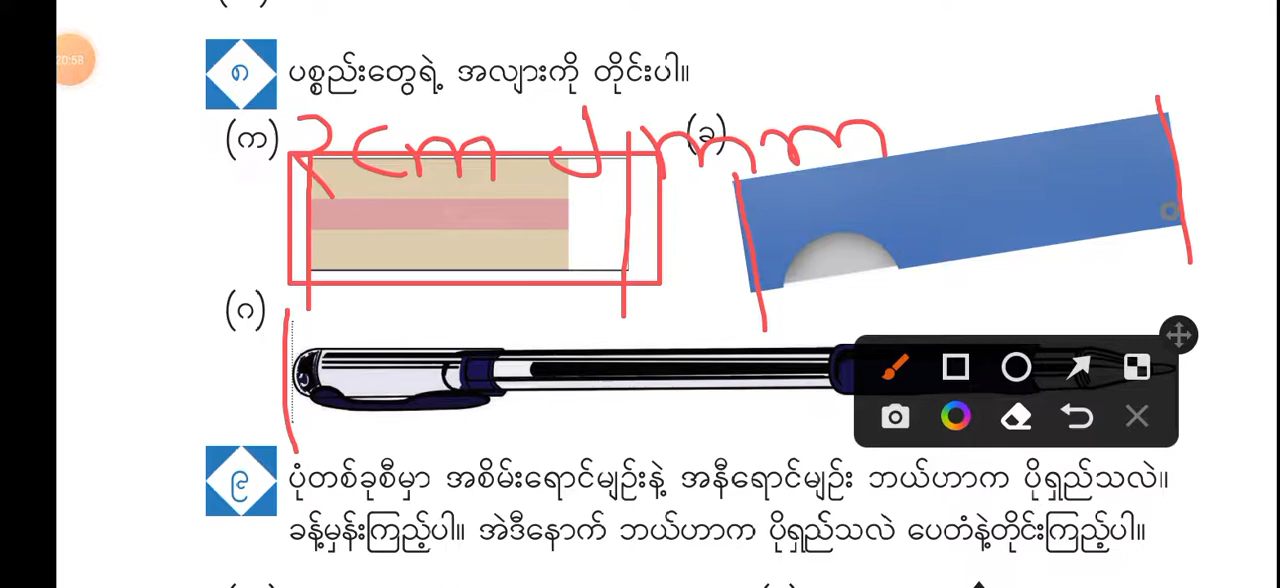 20:58
၈ ပစ္စည်းတွေရဲ့ အလျားကို တိုင်းပါ။
(က) (ခ)
(ဂ)
၉ ပုံတစ်ခုစီမှာ အစိမ်းရောင်မျဉ်းနဲ့ အနီရောင်မျဉ်း ဘယ်ဟာက ပိုရှည်သလဲ။
ခန့်မှန်းကြည့်ပါ။ အဲဒီနောက် ဘယ်ဟာက ပိုရှည်သလဲ ပေတံနဲ့တိုင်းကြည့်ပါ။